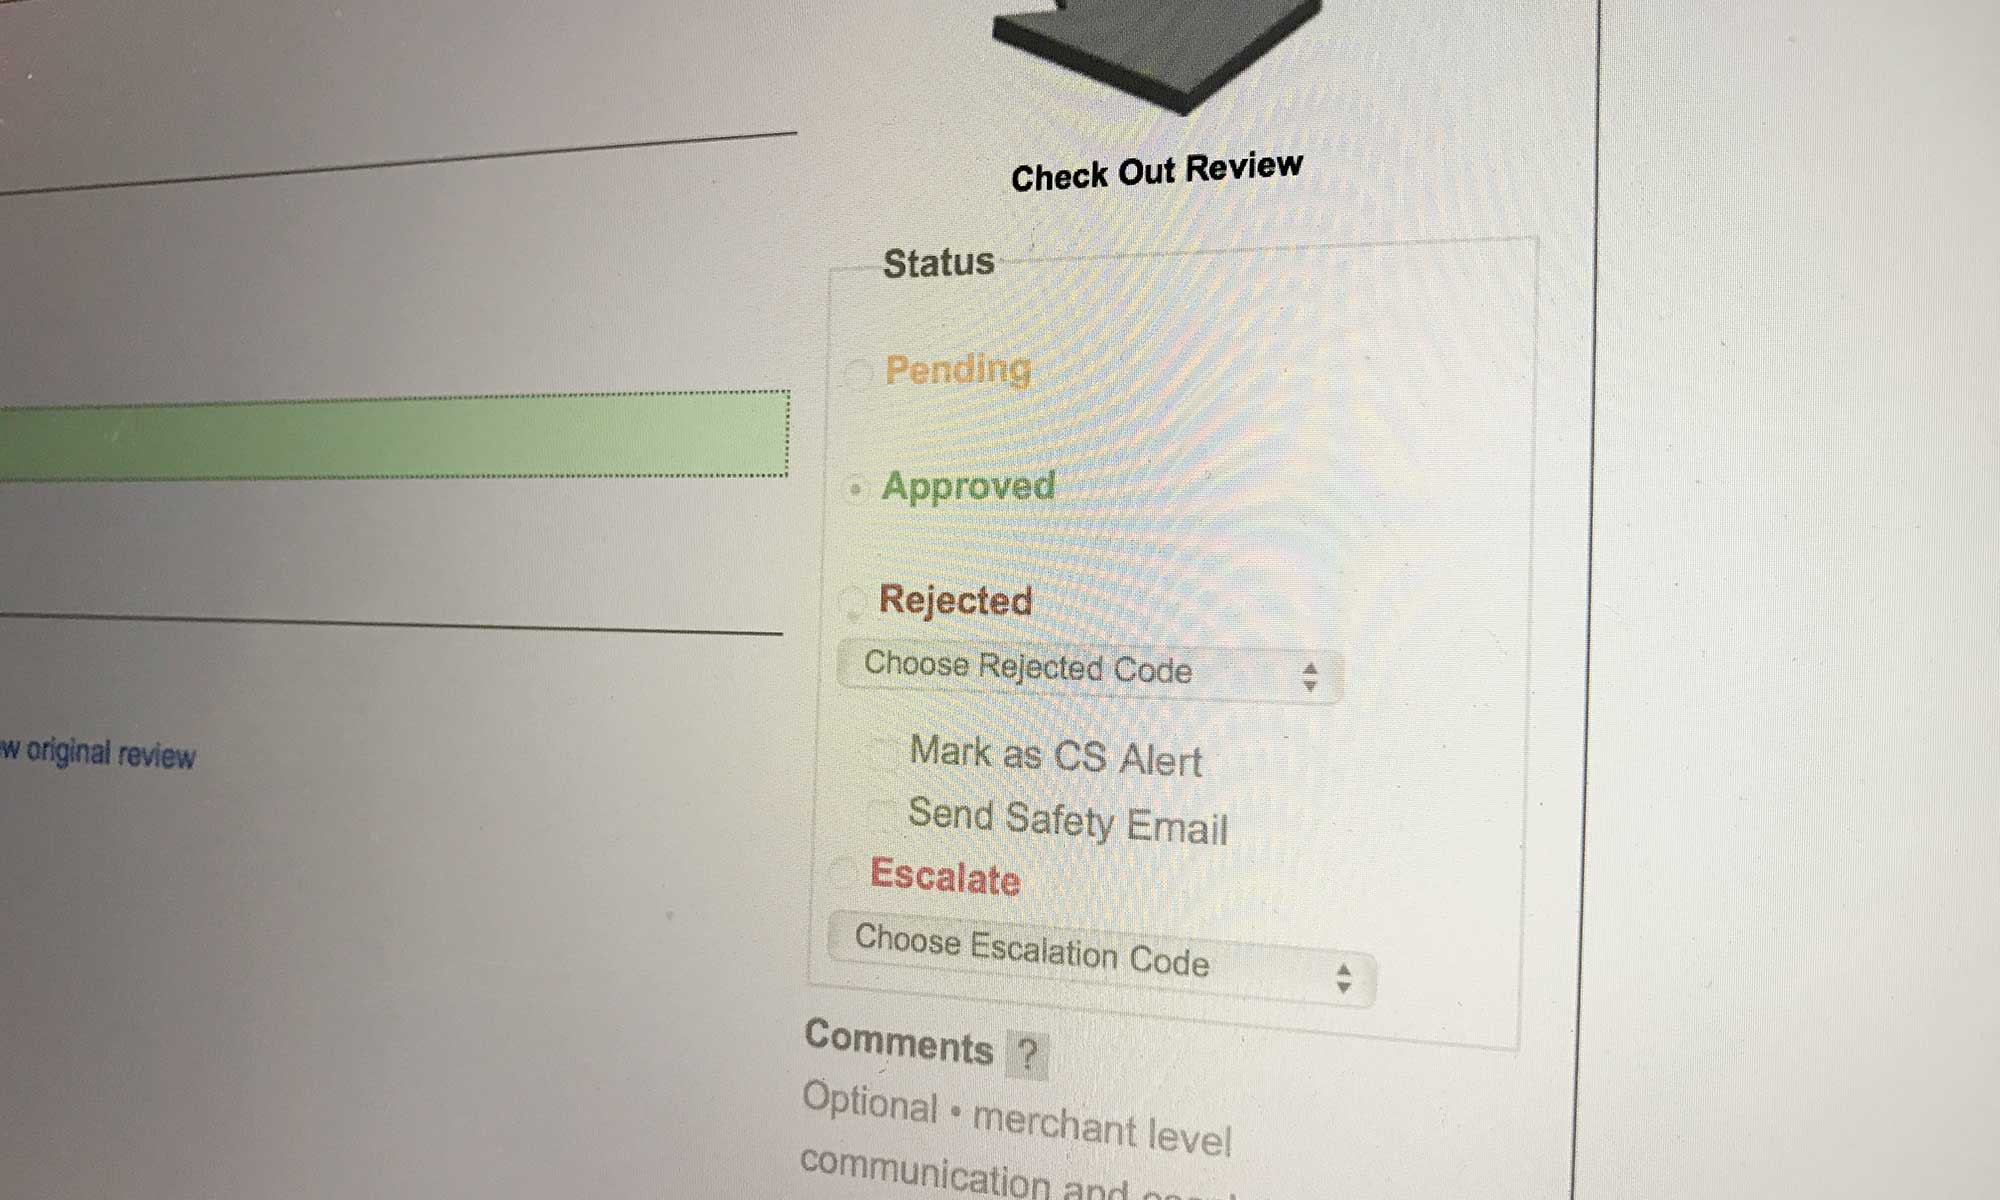 Check Out Review
Status
Pending
Approved
Rejected
Choose Rejected Code
w original review
Mark as CS Alert
Send Safety Email
Escalate
Choose Escalation Code
Comments ?
Optional • merchant level
communication and